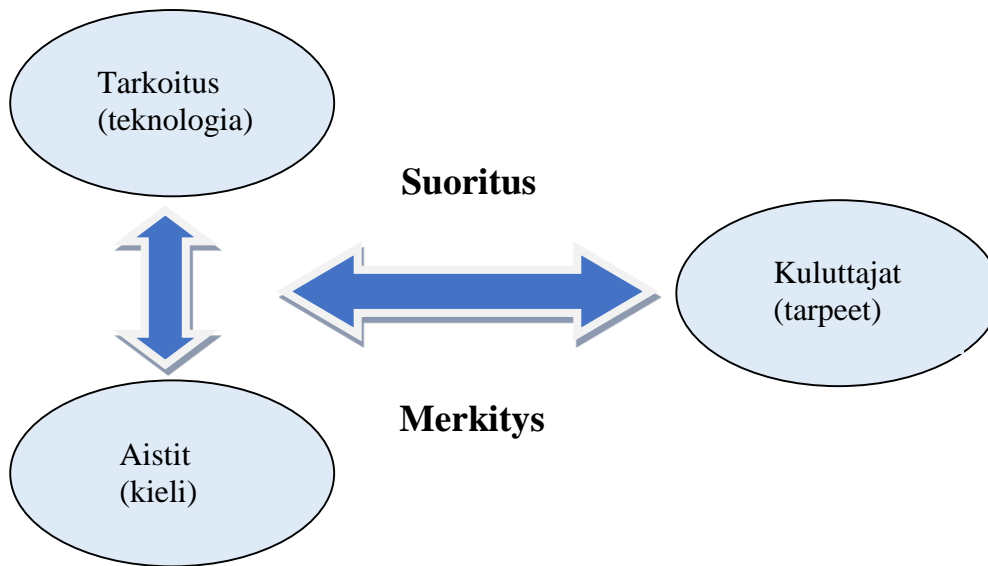 Tarkoitus
(teknologia)
Suoritus
Kuluttajat
(tarpeet)
Merkitys
Aistit
(kieli)